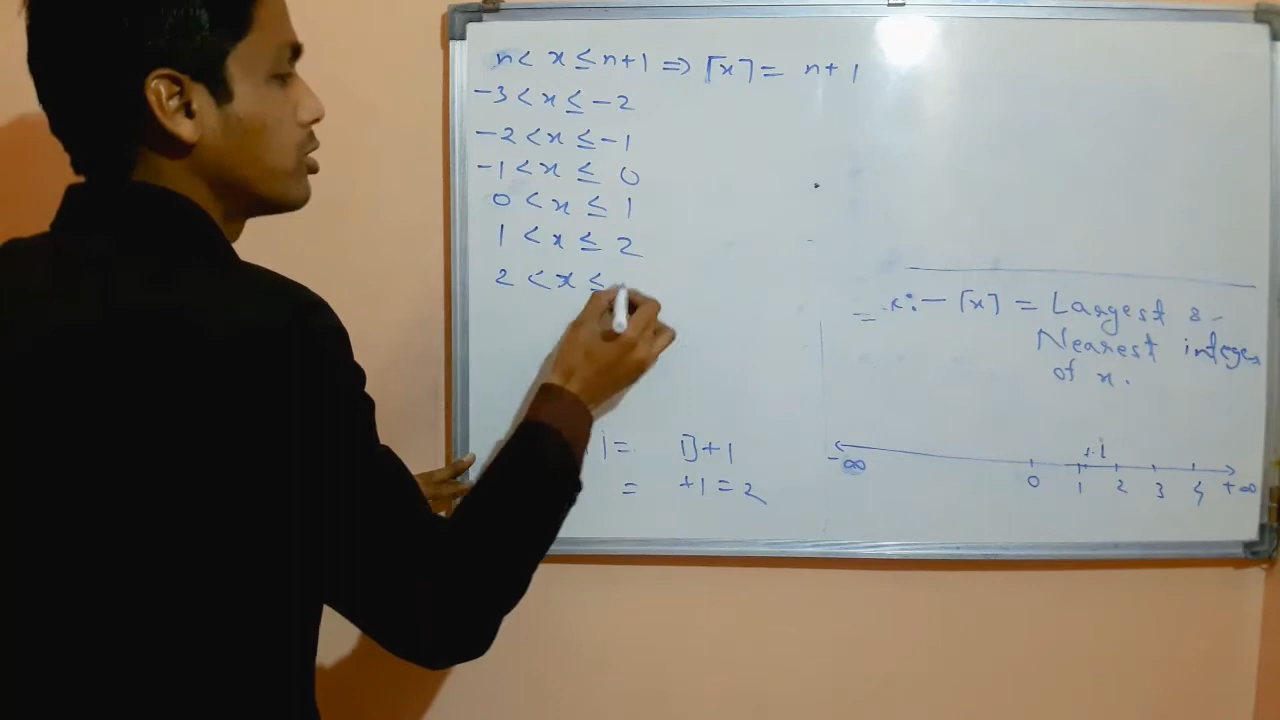 n < x ≤ n+1 ⇒ ⌈x⌉ = n+1
-3 < x ≤ -2
-2 < x ≤ -1
-1 < x ≤ 0
0 < x ≤ 1
1 < x ≤ 2
2 < x ≤
:- ⌈x⌉ = Largest &
Nearest integer
of x.
= +1
= +1 = 2
1.1
-∞ 0 1 2 3 4 +∞